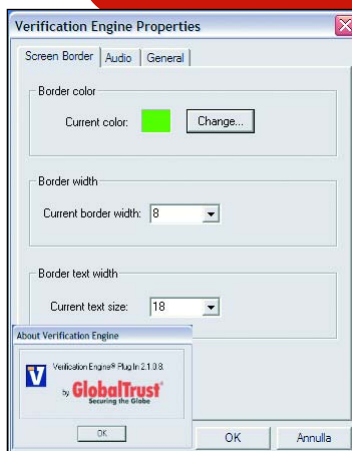 Verification Engine Properties
Screen Border Audio General
Border color
Current color: Change...
Border width
Current border width: 8
Border text width
Current text size: 18
About Verification Engine
Verification Engine® Plug In 2.1.0.8.
by GlobalTrust
Securing the Globe
OK
OK Annulla